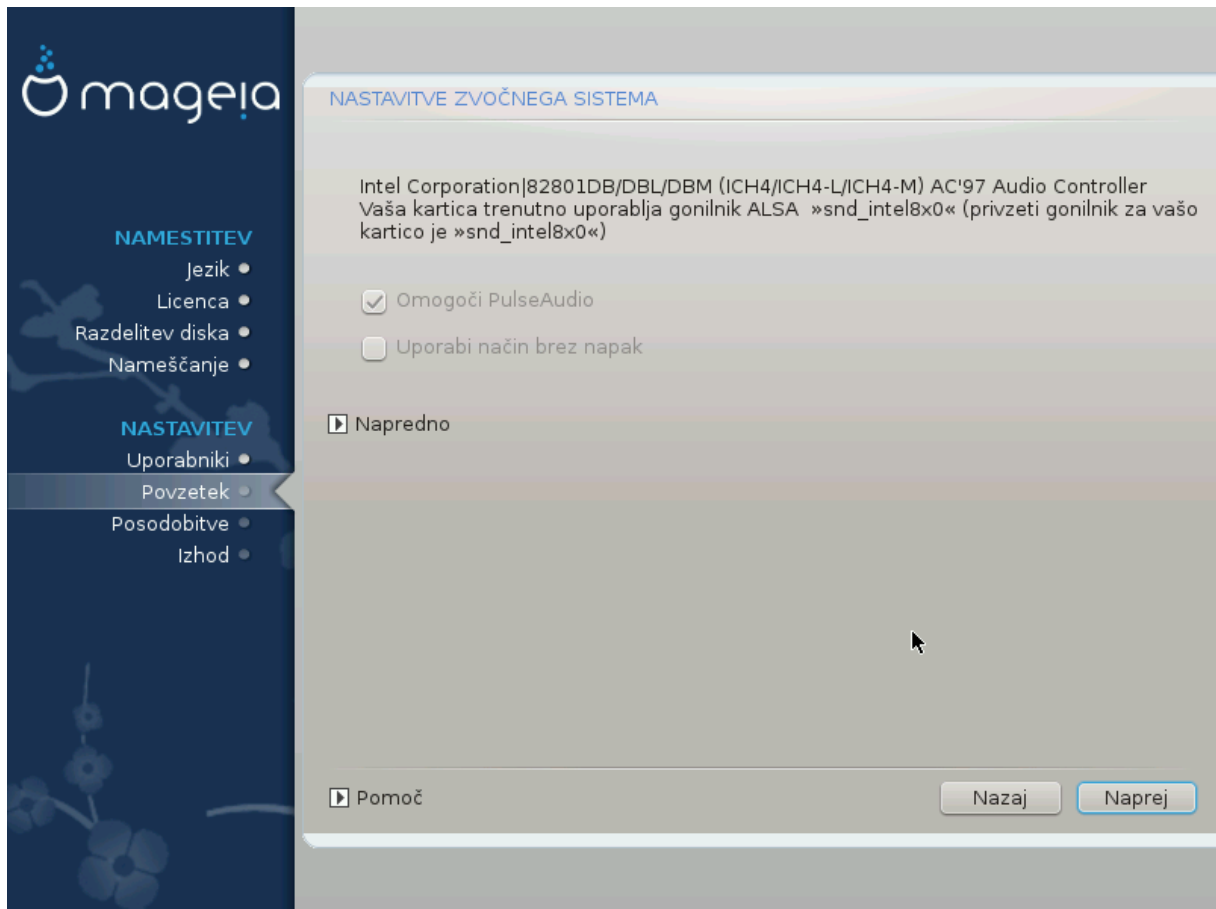 mageia
NAMESTITEV
Jezik
Licenca
Razdelitev diska
Nameščanje
NASTAVITEV
Uporabniki
Povzetek
Posodobitve
Izhod
NASTAVITVE ZVOČNEGA SISTEMA
Intel Corporation|82801DB/DBL/DBM (ICH4/ICH4-L/ICH4-M) AC'97 Audio Controller
Vaša kartica trenutno uporablja gonilnik ALSA »snd_intel8x0« (privzeti gonilnik za vašo
kartico je »snd_intel8x0«)
Omogoči PulseAudio
Uporabi način brez napak
Napredno
Pomoč
Nazaj
Naprej